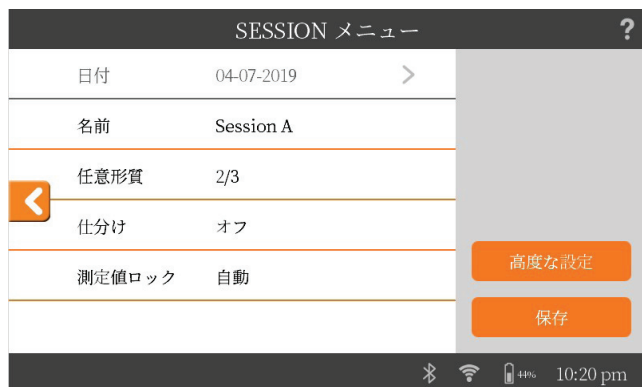 SESSION メニュー ?
日付 04-07-2019
名前 Session A
任意形質 2/3
仕分け オフ
測定値ロック 自動
高度な設定
保存
44% 10:20 pm